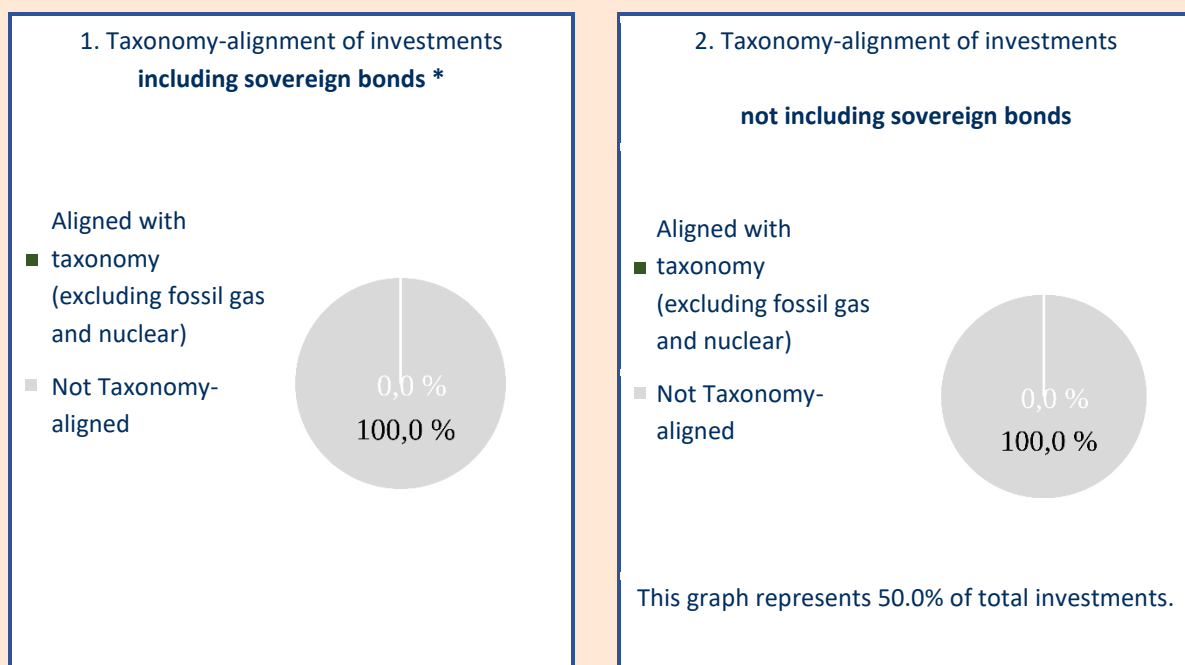 1. Taxonomy-alignment of investments
including sovereign bonds *
Aligned with
taxonomy
(excluding fossil gas
and nuclear)
Not Taxonomy-
aligned
0,0 %
100,0 %
2. Taxonomy-alignment of investments
not including sovereign bonds
Aligned with
taxonomy
(excluding fossil gas
and nuclear)
Not Taxonomy-
aligned
0,0 %
100,0 %
This graph represents 50.0% of total investments.